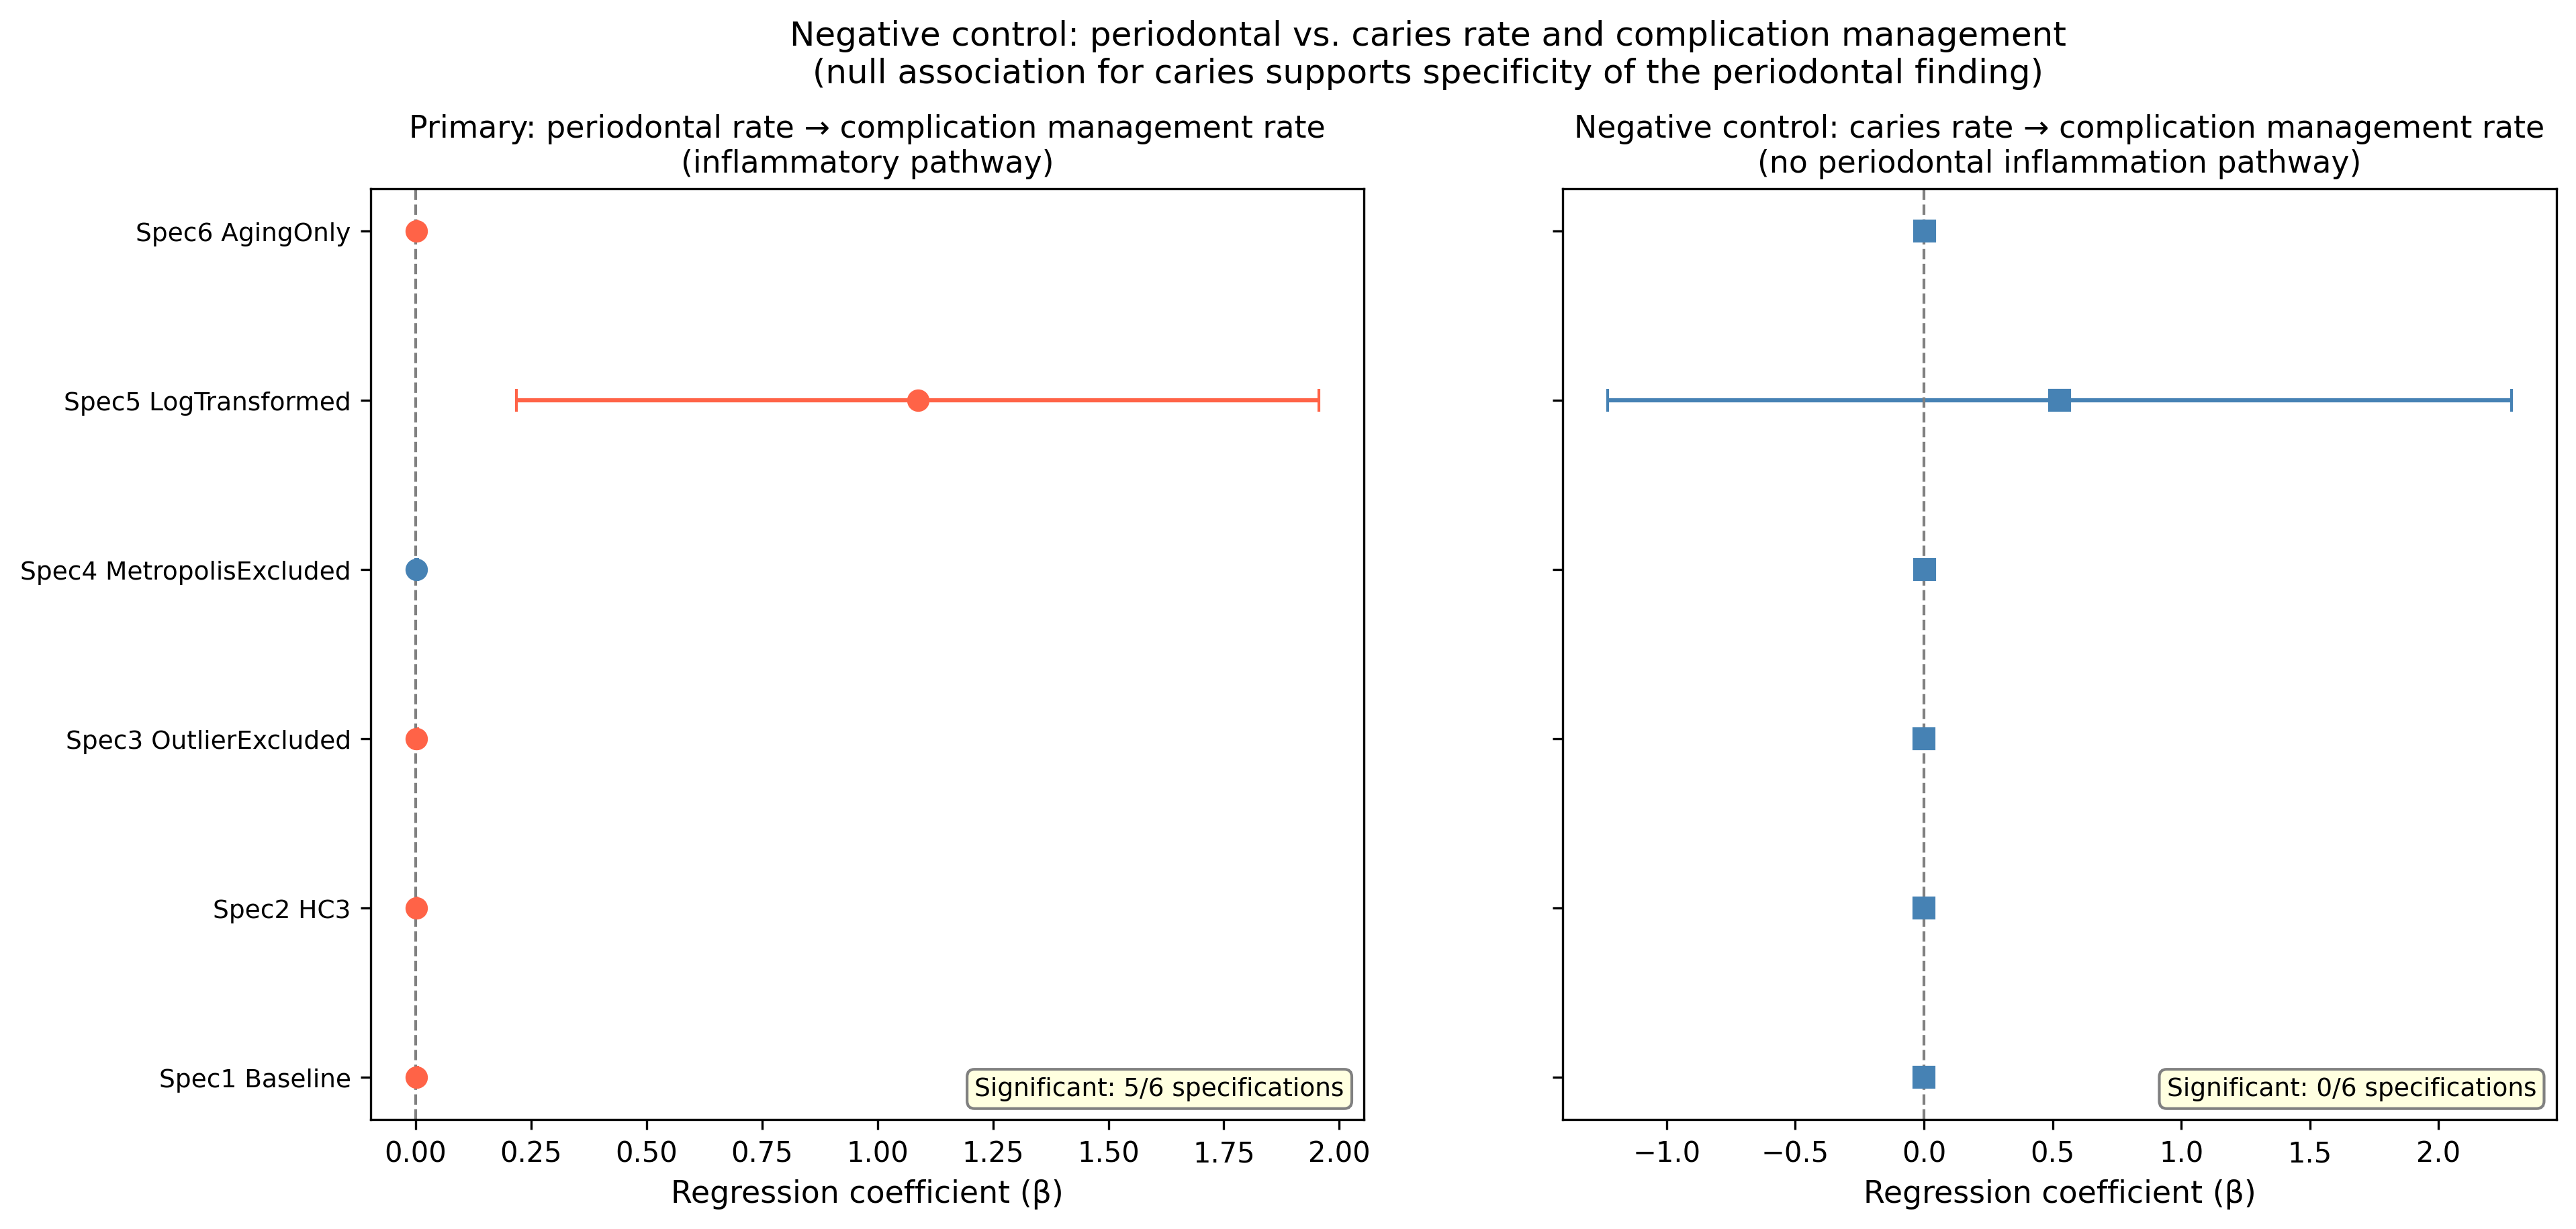 Negative control: periodontal vs. caries rate and complication management
(null association for caries supports specificity of the periodontal finding)
Primary: periodontal rate → complication management rate
(inflammatory pathway)
Spec6 AgingOnly
Spec5 LogTransformed
Spec4 MetropolisExcluded
Spec3 OutlierExcluded
Spec2 HC3
Spec1 Baseline
Significant: 5/6 specifications
0.00 0.25 0.50 0.75 1.00 1.25 1.50 1.75 2.00
Regression coefficient (β)
Negative control: caries rate → complication management rate
(no periodontal inflammation pathway)
Significant: 0/6 specifications
−1.0 −0.5 0.0 0.5 1.0 1.5 2.0
Regression coefficient (β)